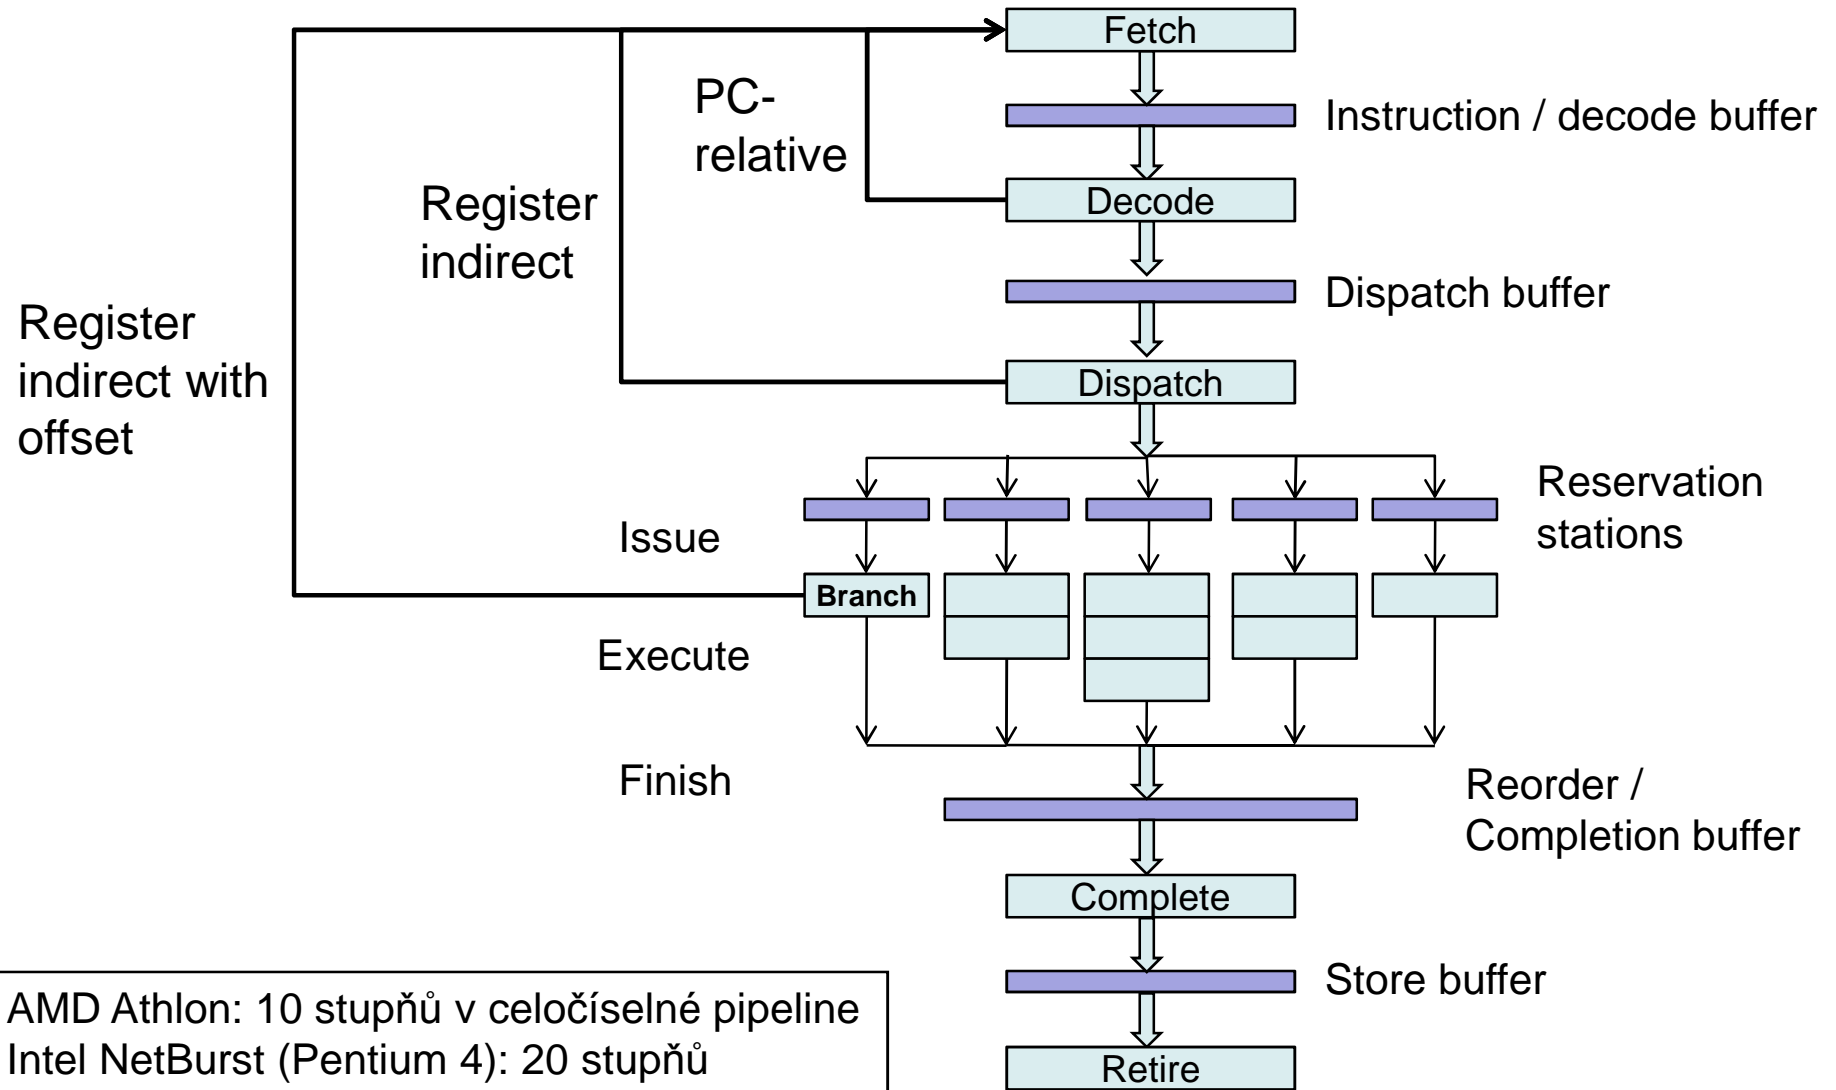 Fetch
PC-
relative
Instruction / decode buffer
Decode
Register
indirect
Dispatch buffer
Register
indirect with
offset
Dispatch
Reservation
stations
Issue
Branch
Execute
Finish
Reorder /
Completion buffer
Complete
Store buffer
AMD Athlon: 10 stupňů v celočíselné pipeline
Intel NetBurst (Pentium 4): 20 stupňů
Retire